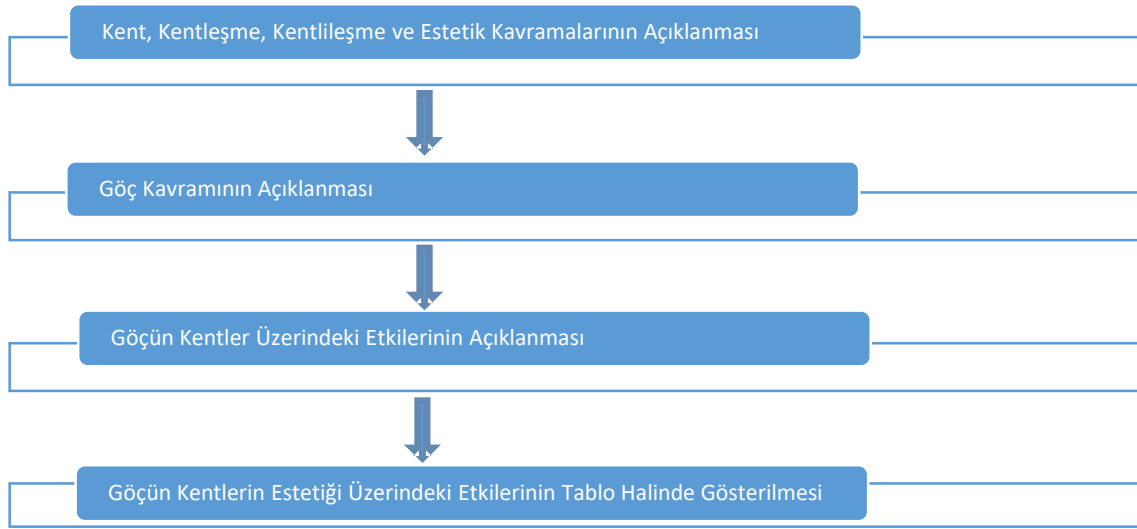 Kent, Kentleşme, Kentlileşme ve Estetik Kavramalarının Açıklanması
Göç Kavramının Açıklanması
Göçün Kentler Üzerindeki Etkilerinin Açıklanması
Göçün Kentlerin Estetiği Üzerindeki Etkilerinin Tablo Halinde Gösterilmesi